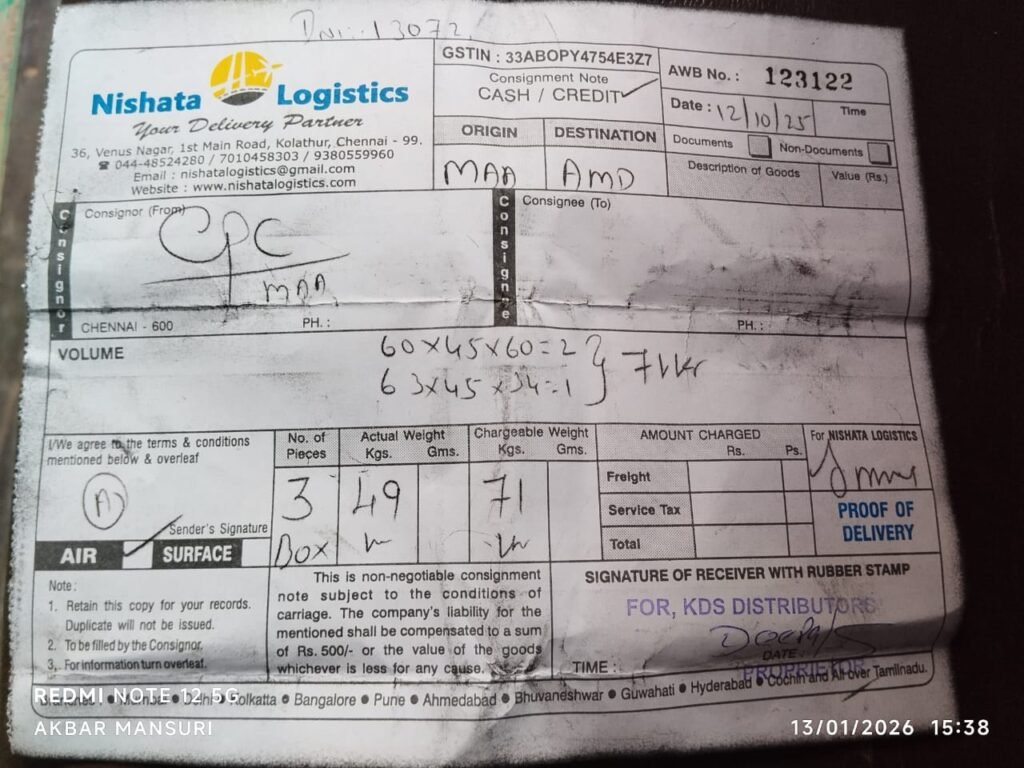 13072
Nishata Logistics
Your Delivery Partner
36, Venus Nagar, 1st Main Road, Kolathur, Chennai - 99.
☎ 044-48524280 / 7010458303 / 9380559960
Email : nishatalogistics@gmail.com
Website : www.nishatalogistics.com
GSTIN : 33ABOPY4754E3Z7
Consignment Note
CASH / CREDIT ✓
ORIGIN DESTINATION
MAA AMD
AWB No. : 123122
Date : 12/10/25 Time
Documents Non-Documents
Description of Goods Value (Rs.)
Consignor Consignor (From)
CPC
MAA
CHENNAI - 600 PH. :
Consignee Consignee (To)
PH. :
VOLUME
60×45×60=2
63×45×34=1 } 71
I/We agree to the terms & conditions
mentioned below & overleaf
A
Sender's Signature
AIR ✓ SURFACE
No. of Pieces Actual Weight Kgs. Gms. Chargeable Weight Kgs. Gms.
3 49 71
BOX
AMOUNT CHARGED
Rs. Ps.
Freight
Service Tax
Total
For NISHATA LOGISTICS
PROOF OF
DELIVERY
Note :
1. Retain this copy for your records.
Duplicate will not be issued.
2. To be filled by the Consignor.
3. For information turn overleaf.
This is non-negotiable consignment
note subject to the conditions of
carriage. The company's liability for the
mentioned shall be compensated to a sum
of Rs. 500/- or the value of the goods
whichever is less for any cause.
SIGNATURE OF RECEIVER WITH RUBBER STAMP
FOR, KDS DISTRIBUTORS
TIME : DATE :
PROPRIETOR
Delhi ● Kolkatta ● Bangalore ● Pune ● Ahmedabad ● Bhuvaneshwar ● Guwahati ● Hyderabad ● Cochin and All over Tamilnadu.
REDMI NOTE 12 5G
AKBAR MANSURI
13/01/2026 15:38